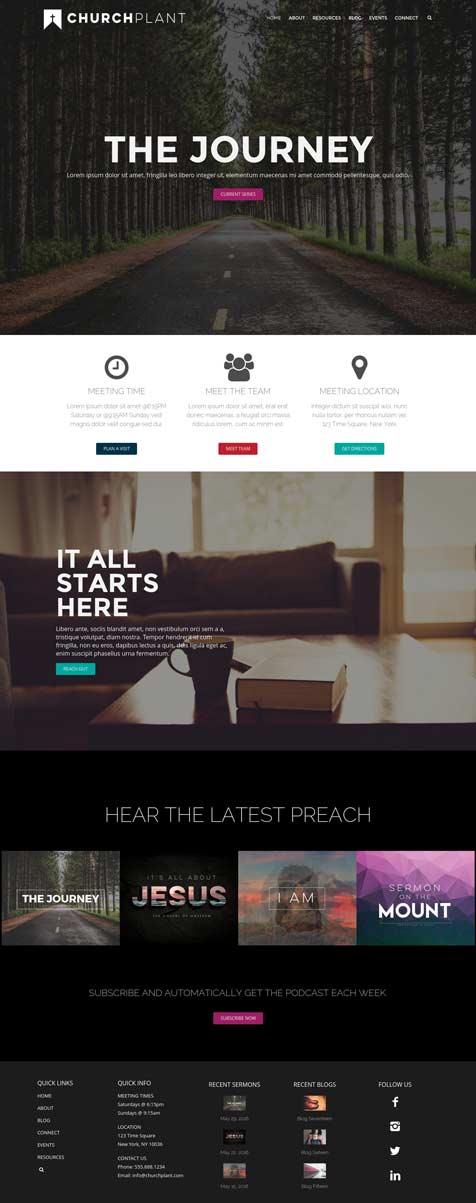 CHURCHPLANT
HOME ABOUT RESOURCES BLOG EVENTS CONNECT
THE JOURNEY
Lorem ipsum dolor sit amet, fringilla leo libero integer ut, elementum maecenas mi amet commodo pellentesque, quis odio.
CURRENT SERIES
MEETING TIME
Lorem ipsum dolor sit amet @6:15PM
Saturday or @9:15AM Sunday velit
magna dolor velit congue sed dui.
PLAN A VISIT
MEET THE TEAM
Lorem ipsum dolor sit amet, erat erat
donec maecenas, a feugiat orci massa
ridiculus lorem, cum ac minim est
MEET TEAM
MEETING LOCATION
Integer dictum sit suscipit wisi, nunc
nulla tortor, per rhoncus nullam vel.
123 Time Square, New York
GET DIRECTIONS
IT ALL
STARTS
HERE
Libero ante, sociis blandit amet, non vestibulum orci sem a a,
tristique volutpat, diam nostra. Tempor hendrerit id cum
fringilla, non eu eros, dapibus lectus a quis, duis ligula eget ac,
enim suscipit phasellus urna fermentum.
REACH OUT
HEAR THE LATEST PREACH
THE JOURNEY
IT'S ALL ABOUT
JESUS
I AM
SERMON
ON THE
MOUNT
SUBSCRIBE AND AUTOMATICALLY GET THE PODCAST EACH WEEK
SUBSCRIBE NOW
QUICK LINKS
HOME
ABOUT
BLOG
CONNECT
EVENTS
RESOURCES
QUICK INFO
MEETING TIMES
Saturdays @ 6:15pm
Sundays @ 9:15am
LOCATION
123 Time Square
New York, NY 10036
CONTACT US
Phone: 555.888.1234
Email: info@churchplant.com
RECENT SERMONS
THE JOURNEY
May 29, 2016
JESUS
May 22, 2016
May 15, 2016
RECENT BLOGS
Blog Seventeen
Blog Sixteen
Blog Fifteen
FOLLOW US